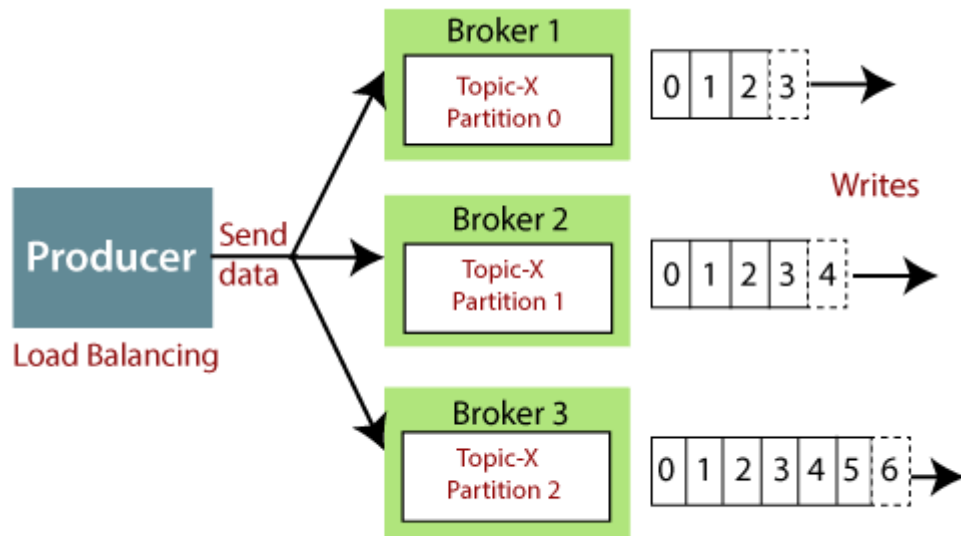 Broker 1
Topic-X
Partition 0
0 1 2 3
Writes
Producer
Send
data
Load Balancing
Broker 2
Topic-X
Partition 1
0 1 2 3 4
Broker 3
Topic-X
Partition 2
0 1 2 3 4 5 6